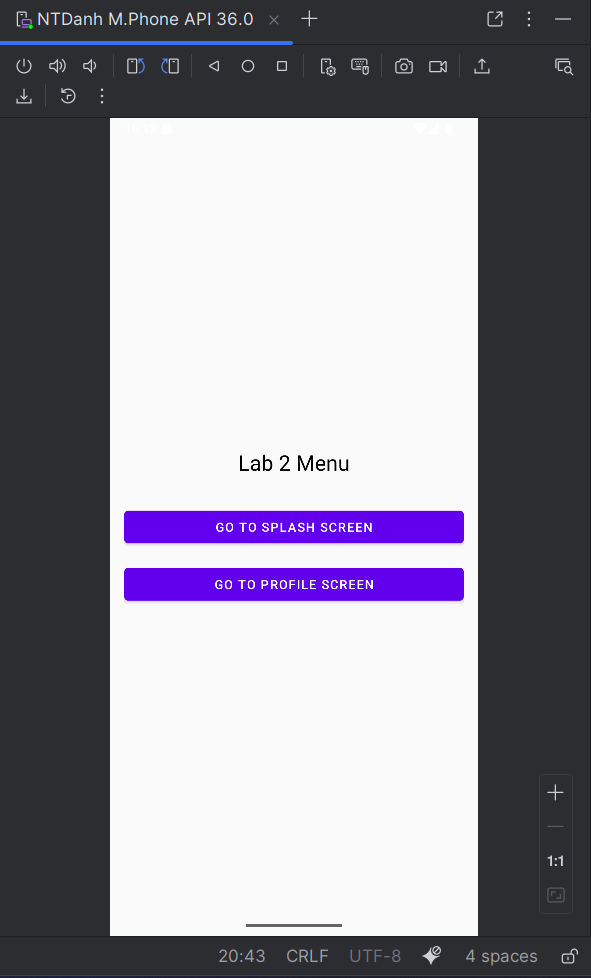 NTDanh M.Phone API 36.0
Lab 2 Menu
GO TO SPLASH SCREEN
GO TO PROFILE SCREEN
1:1
20:43 CRLF UTF-8 4 spaces